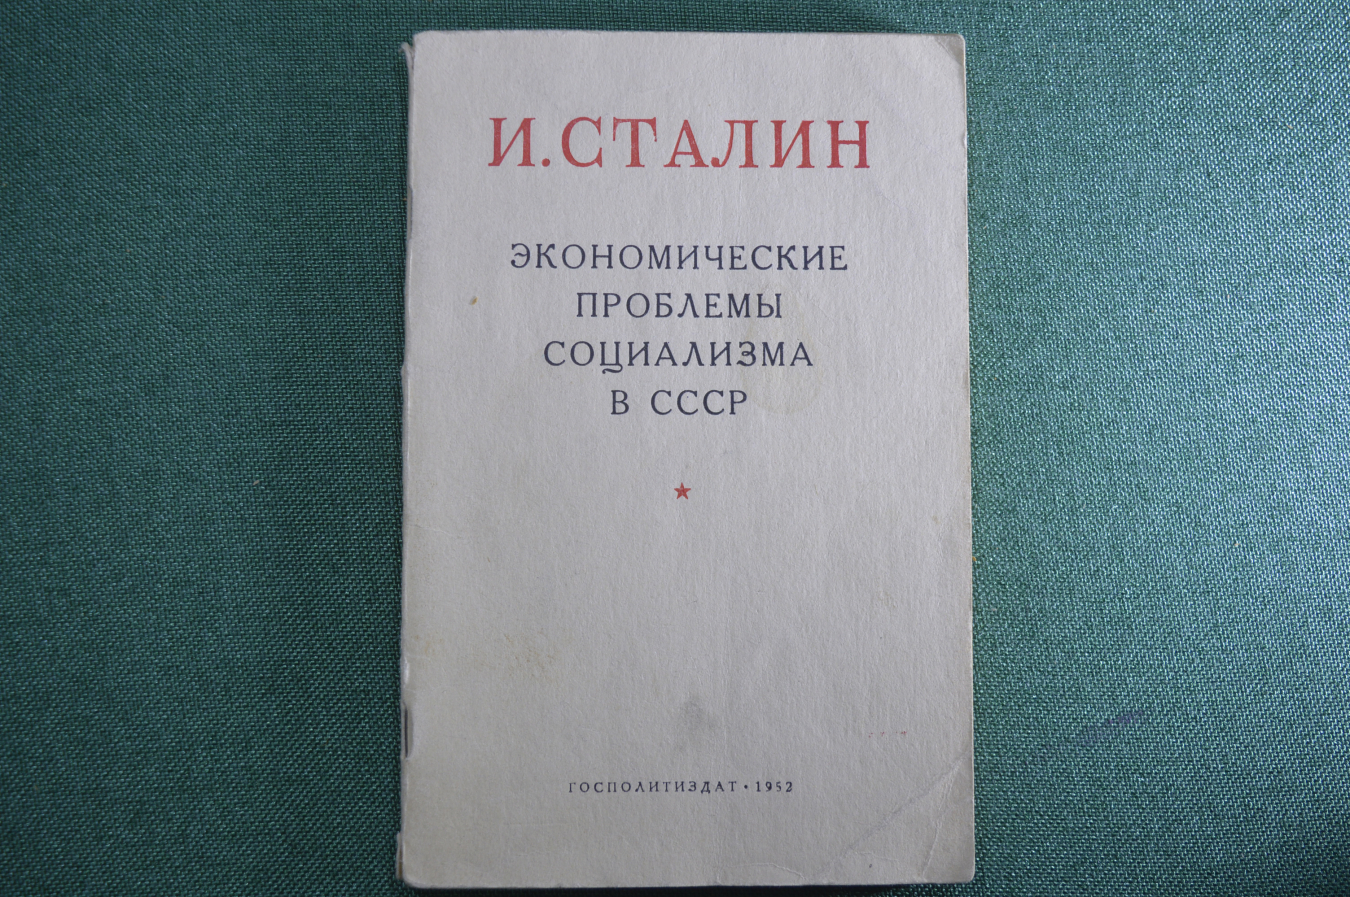 И. СТАЛИН
ЭКОНОМИЧЕСКИЕ
ПРОБЛЕМЫ
СОЦИАЛИЗМА
В СССР
ГОСПОЛИТИЗДАТ • 1952